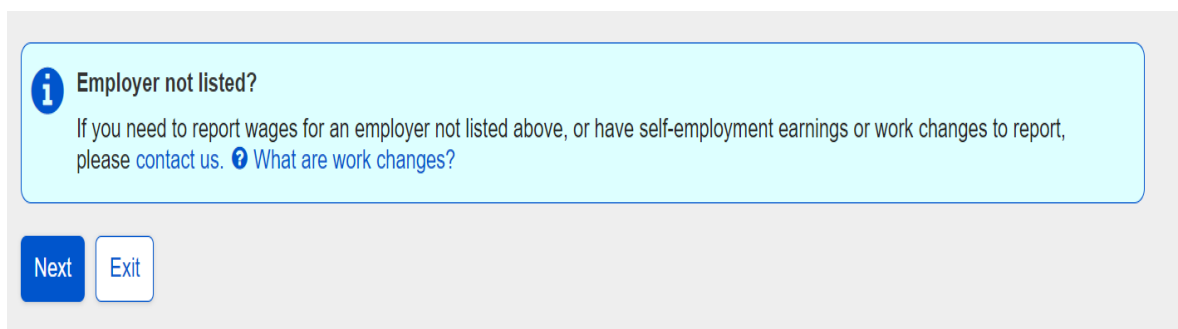 Employer not listed?
If you need to report wages for an employer not listed above, or have self-employment earnings or work changes to report,
please contact us. What are work changes?
Next Exit